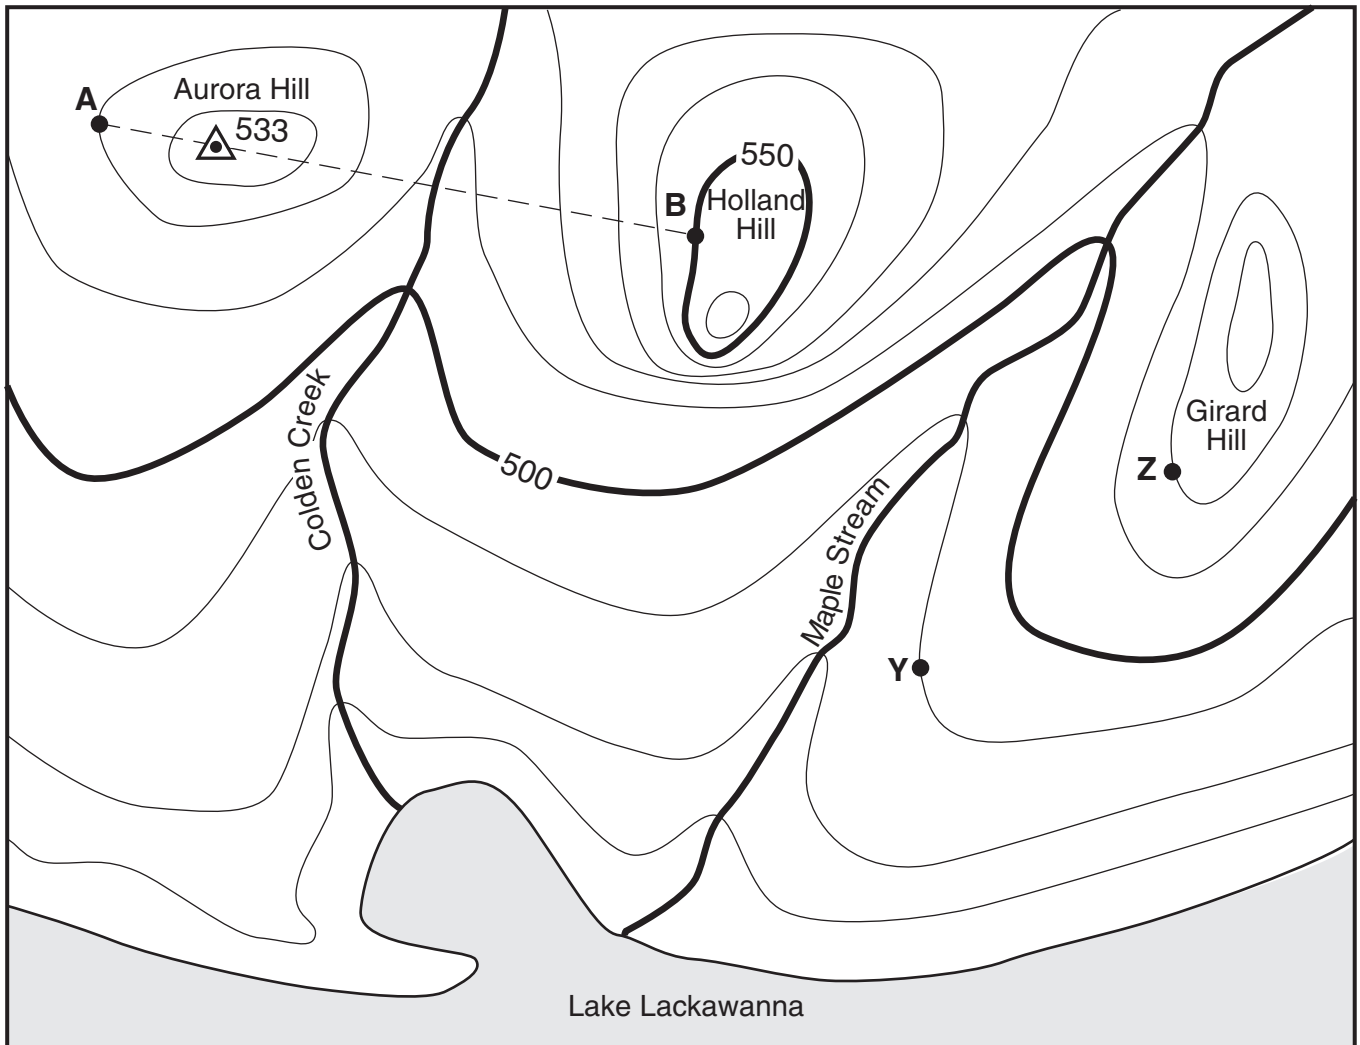 A
Aurora Hill
533
550
B
Holland
Hill
Colden Creek
Girard
Hill
500
Z
Maple Stream
Y
Lake Lackawanna